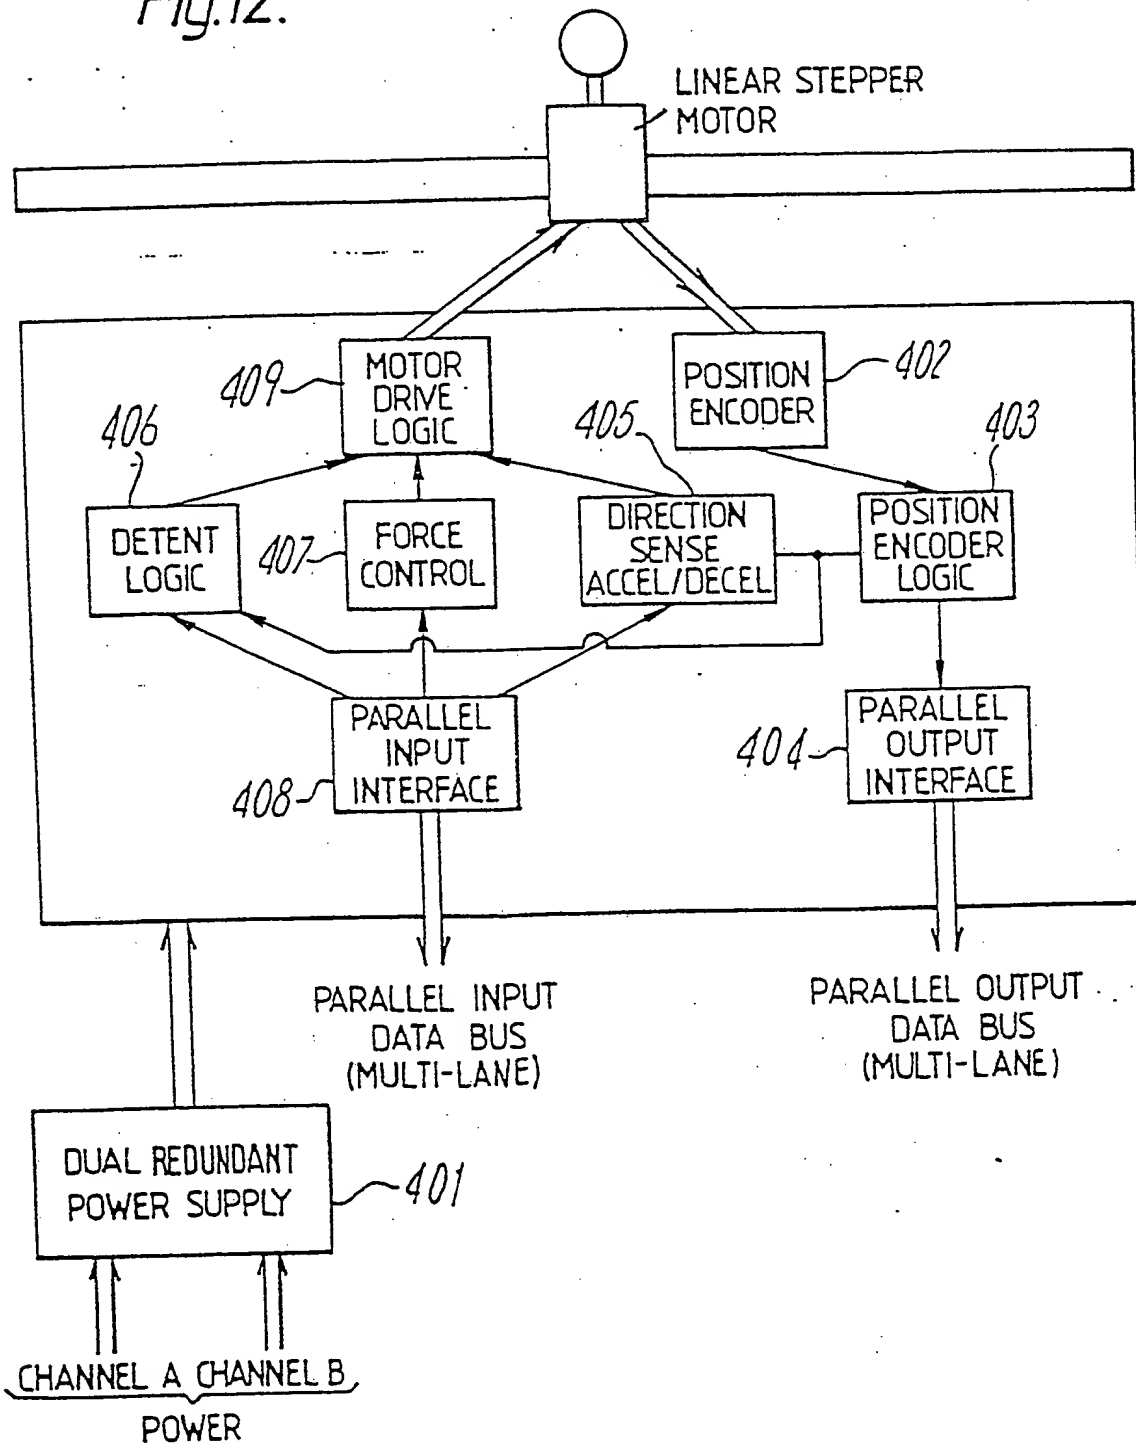 Fig.12.
LINEAR STEPPER
MOTOR
409
MOTOR
DRIVE
LOGIC
POSITION
ENCODER
402
406
405
403
DETENT
LOGIC
407
FORCE
CONTROL
DIRECTION
SENSE
ACCEL/DECEL
POSITION
ENCODER
LOGIC
408
PARALLEL
INPUT
INTERFACE
404
PARALLEL
OUTPUT
INTERFACE
PARALLEL INPUT
DATA BUS
(MULTI-LANE)
PARALLEL OUTPUT
DATA BUS
(MULTI-LANE)
DUAL REDUNDANT
POWER SUPPLY
401
CHANNEL A CHANNEL B
POWER